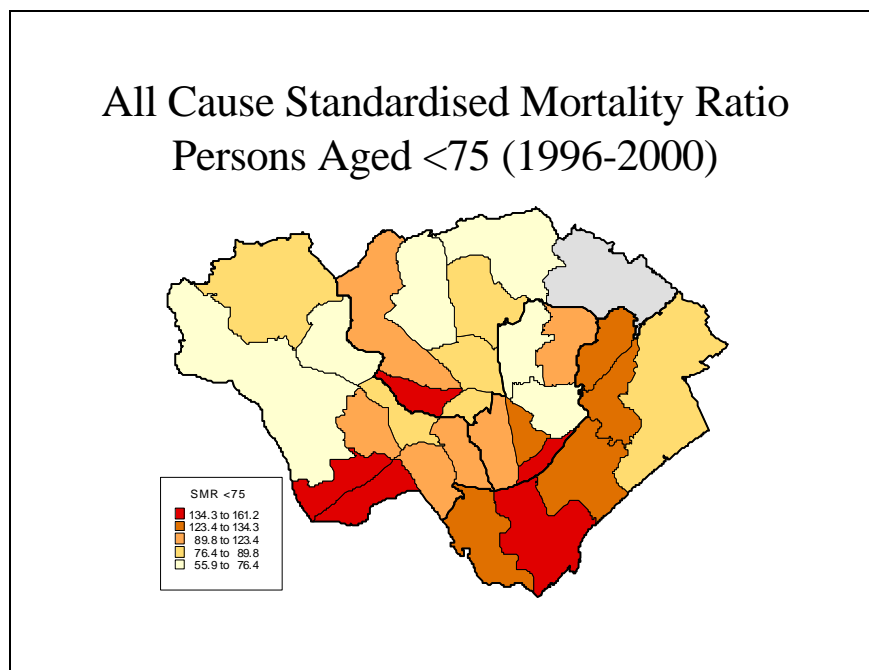 All Cause Standardised Mortality Ratio
Persons Aged <75 (1996-2000)
SMR <75
134.3 to 161.2
123.4 to 134.3
89.8 to 123.4
76.4 to 89.8
55.9 to 76.4